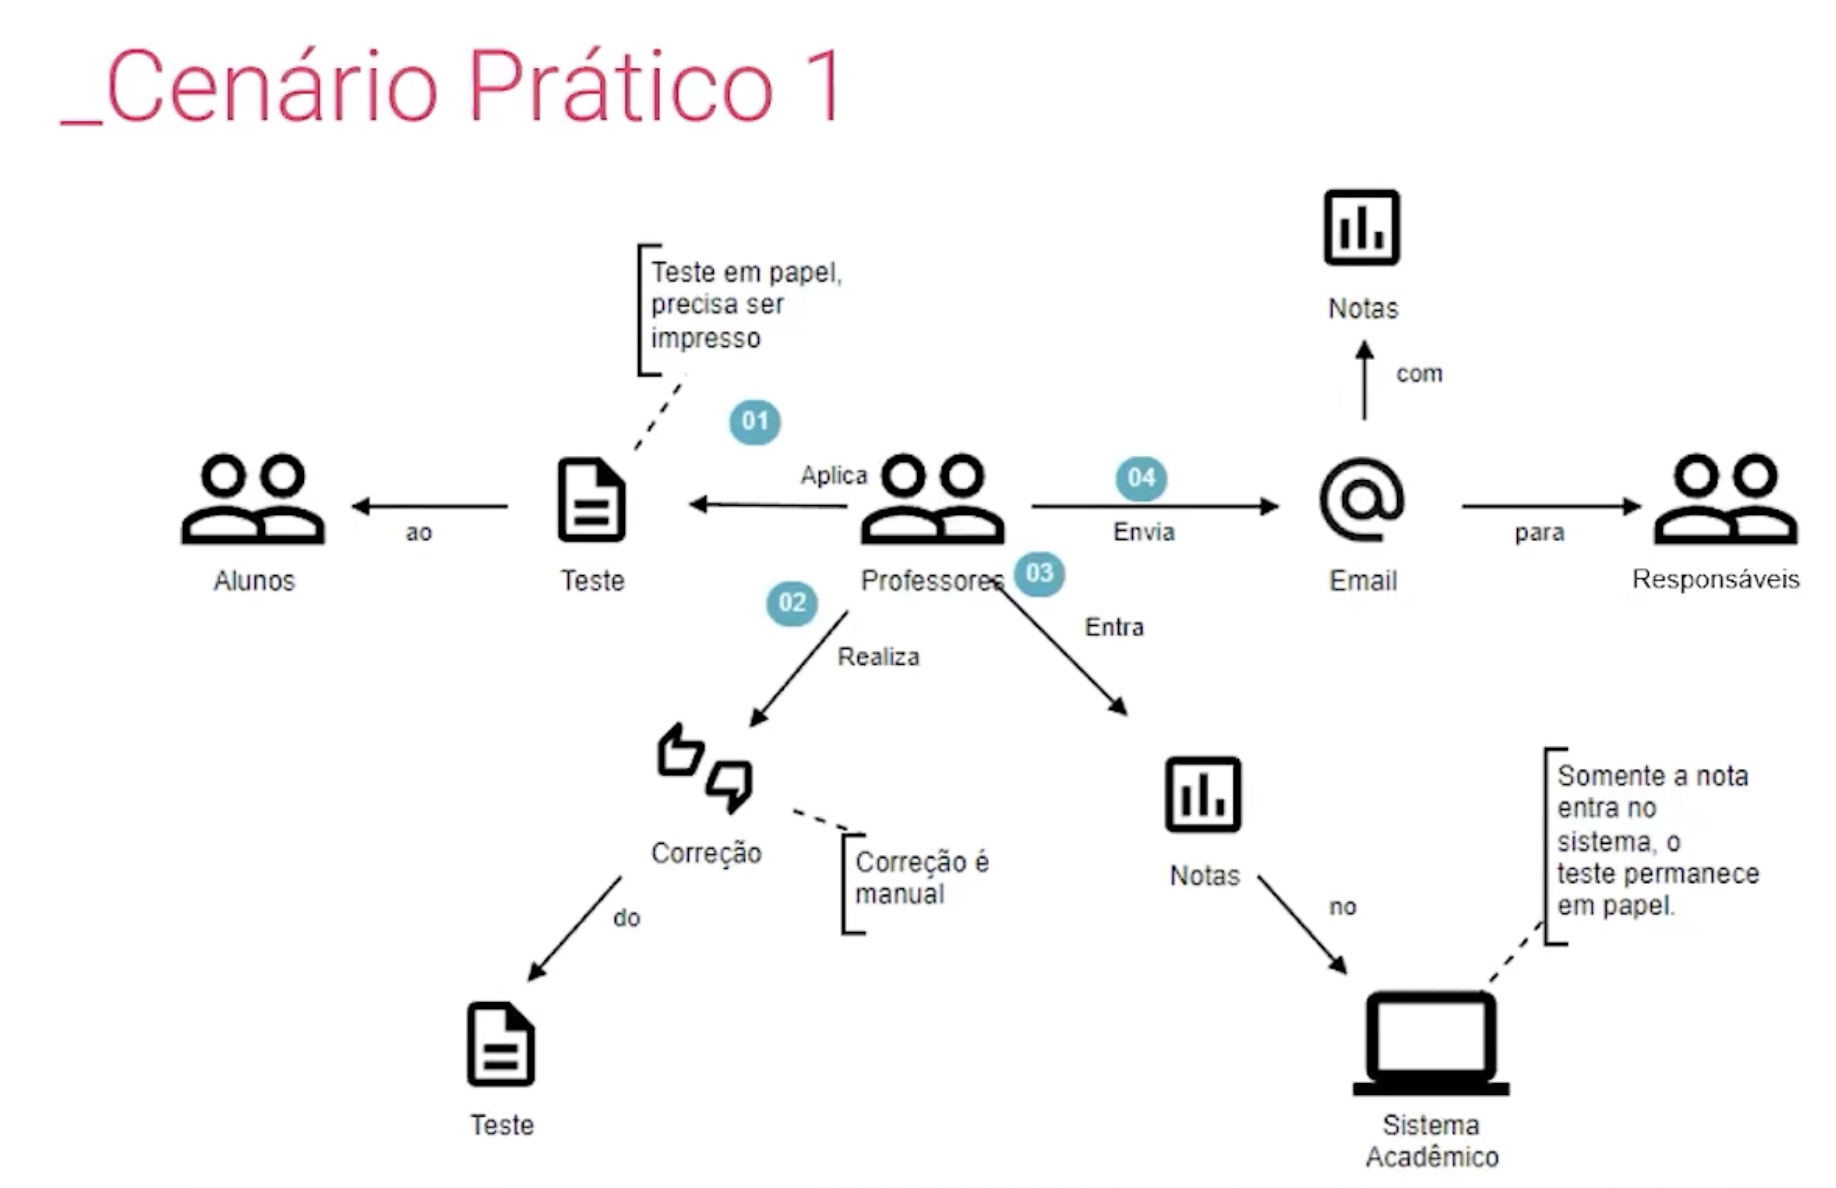 _Cenário Prático 1
Notas
com
Teste em papel,
precisa ser
impresso
01
Aplica
04
Envia
ao
para
Alunos
Teste
Professores
03
Email
Responsáveis
02
Realiza
Entra
Correção
Correção é
manual
do
Teste
Notas
no
Somente a nota
entra no
sistema, o
teste permanece
em papel.
Sistema
Acadêmico